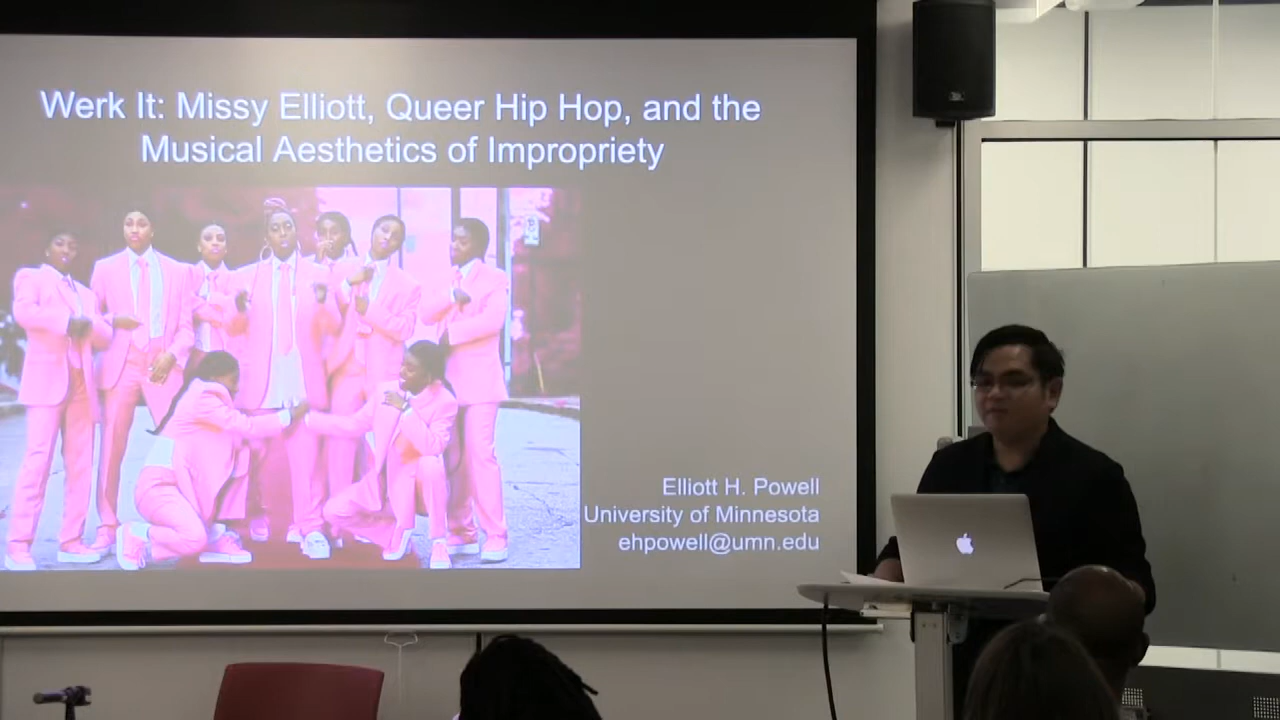 Werk It: Missy Elliott, Queer Hip Hop, and the
Musical Aesthetics of Impropriety
Elliott H. Powell
University of Minnesota
ehpowell@umn.edu